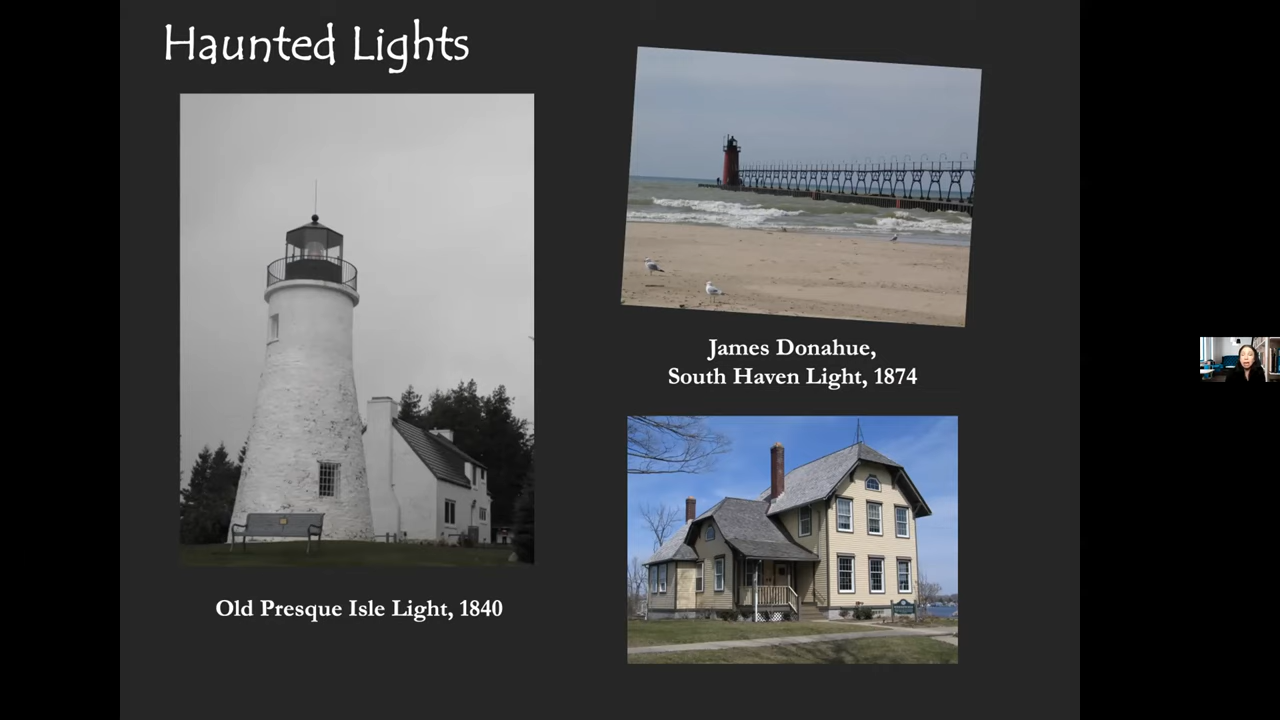 Haunted Lights
Old Presque Isle Light, 1840
James Donahue,
South Haven Light, 1874